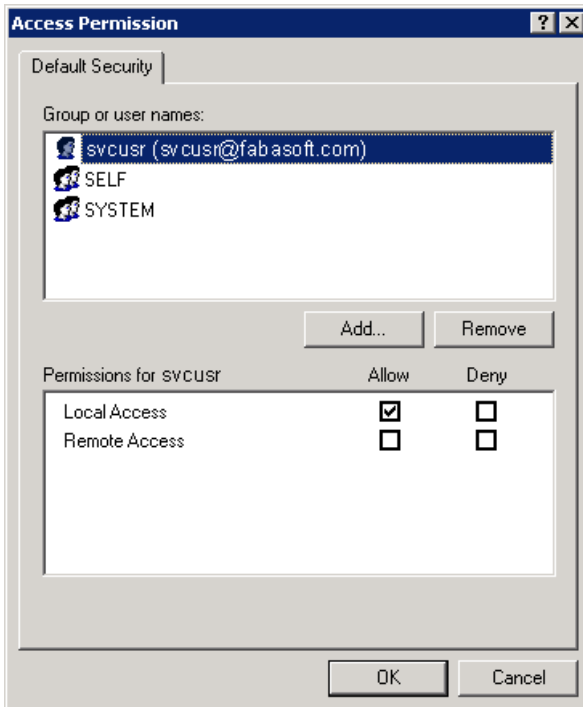 Access Permission
Default Security
Group or user names:
svcusr (svcusr@fabasoft.com)
SELF
SYSTEM
Add... Remove
Permissions for svcusr Allow Deny
Local Access
Remote Access
OK Cancel